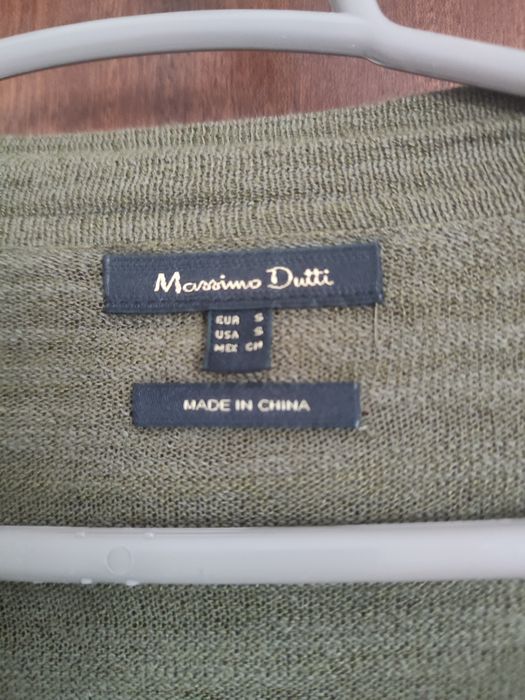 Massimo Dutti
EUR S
USA S
MEX CH
MADE IN CHINA